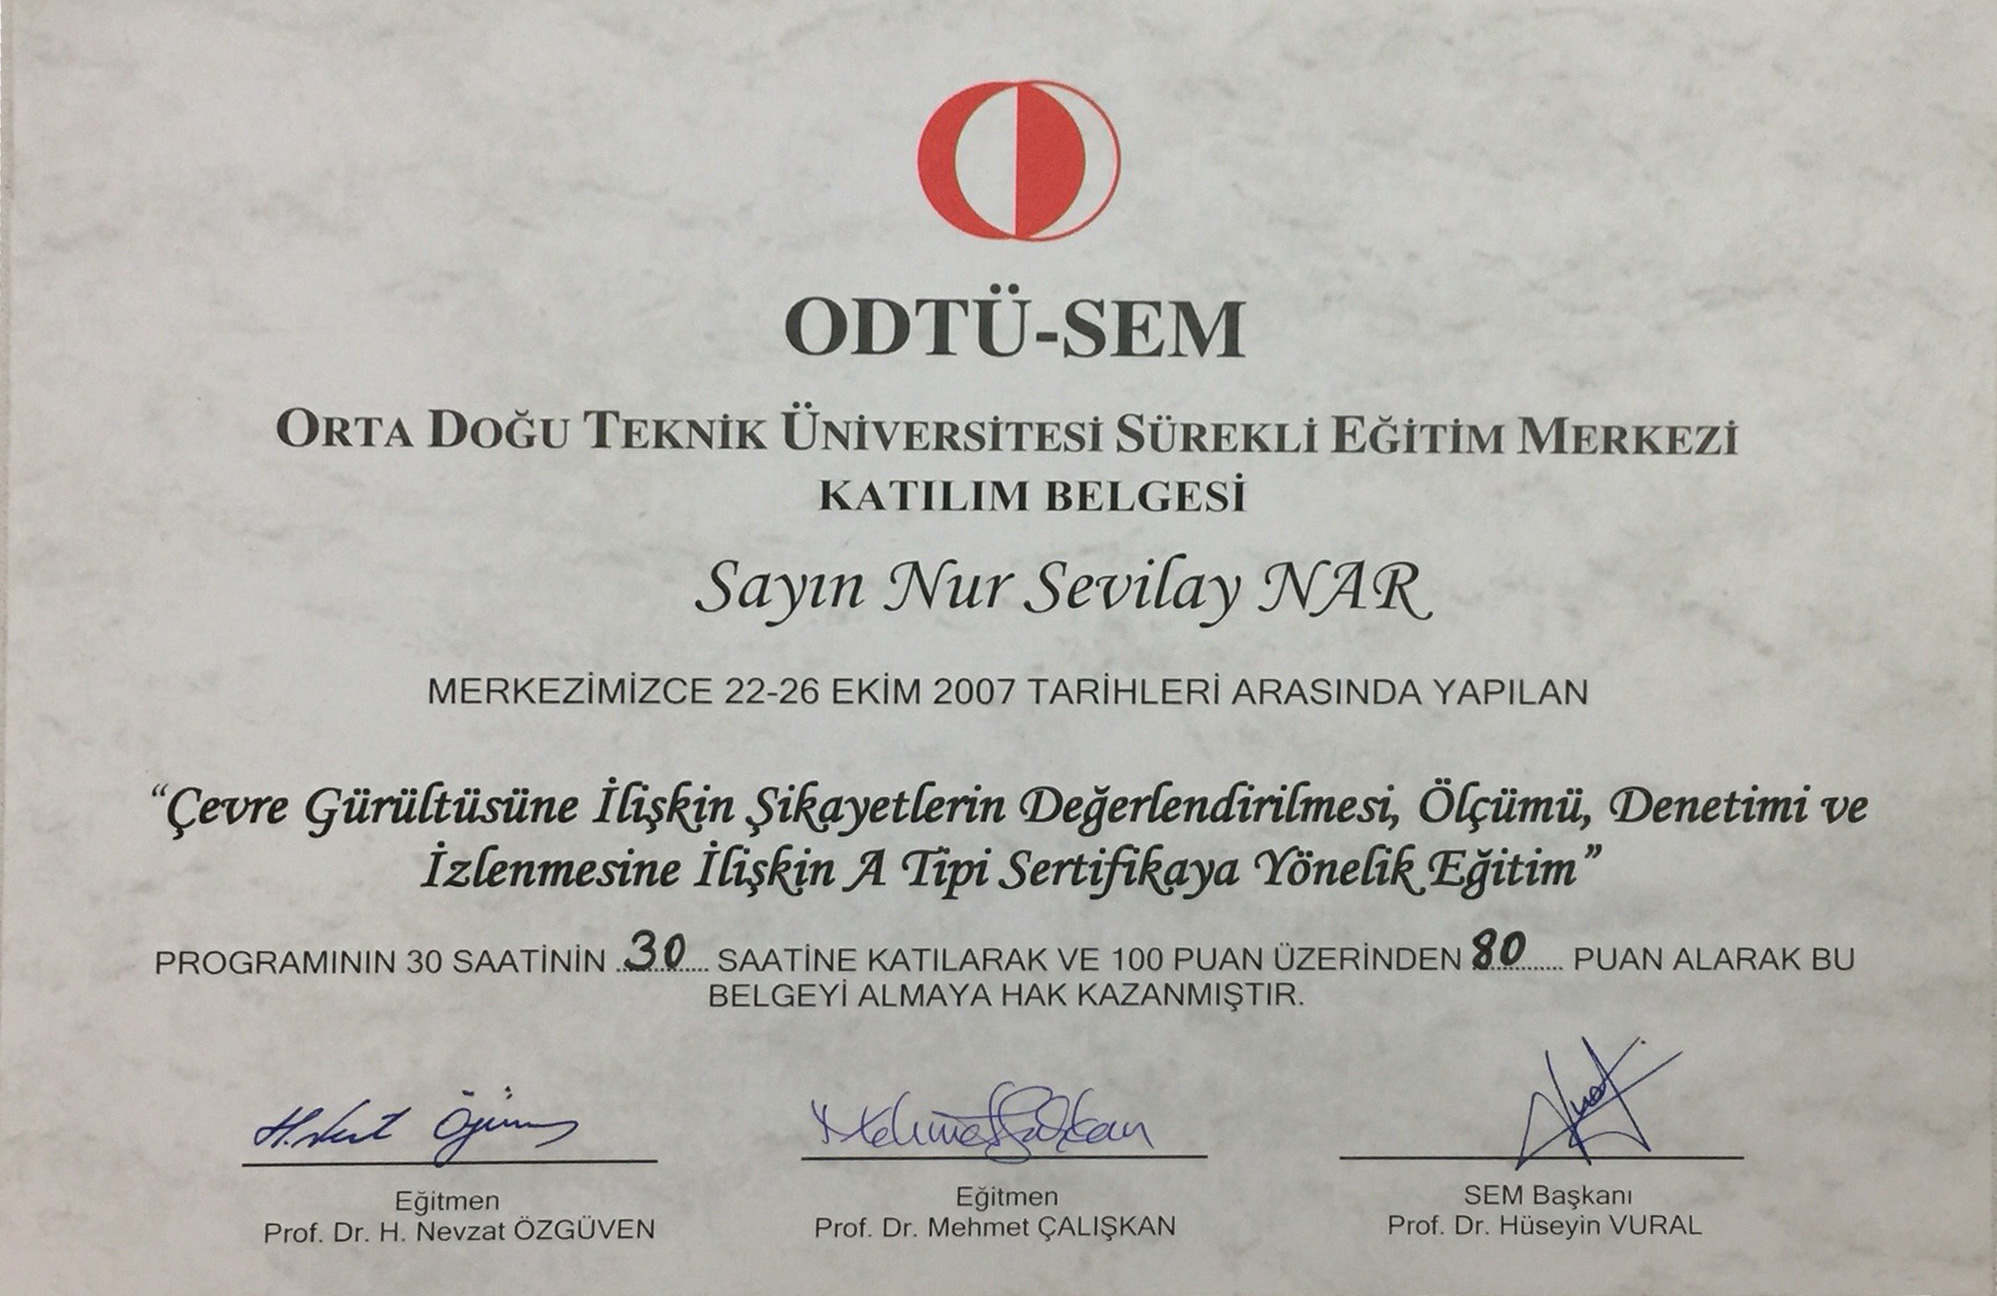 ODTÜ-SEM
ORTA DOĞU TEKNİK ÜNİVERSİTESİ SÜREKLİ EĞİTİM MERKEZİ
KATILIM BELGESİ
Sayın Nur Sevilay NAR
MERKEZİMİZCE 22-26 EKİM 2007 TARİHLERİ ARASINDA YAPILAN
“Çevre Gürültüsüne İlişkin Şikayetlerin Değerlendirilmesi, Ölçümü, Denetimi ve
İzlenmesine İlişkin A Tipi Sertifikaya Yönelik Eğitim”
PROGRAMININ 30 SAATİNİN ..30.... SAATİNE KATILARAK VE 100 PUAN ÜZERİNDEN 80...... PUAN ALARAK BU
BELGEYİ ALMAYA HAK KAZANMIŞTIR.
Eğitmen
Prof. Dr. H. Nevzat ÖZGÜVEN
Eğitmen
Prof. Dr. Mehmet ÇALIŞKAN
SEM Başkanı
Prof. Dr. Hüseyin VURAL